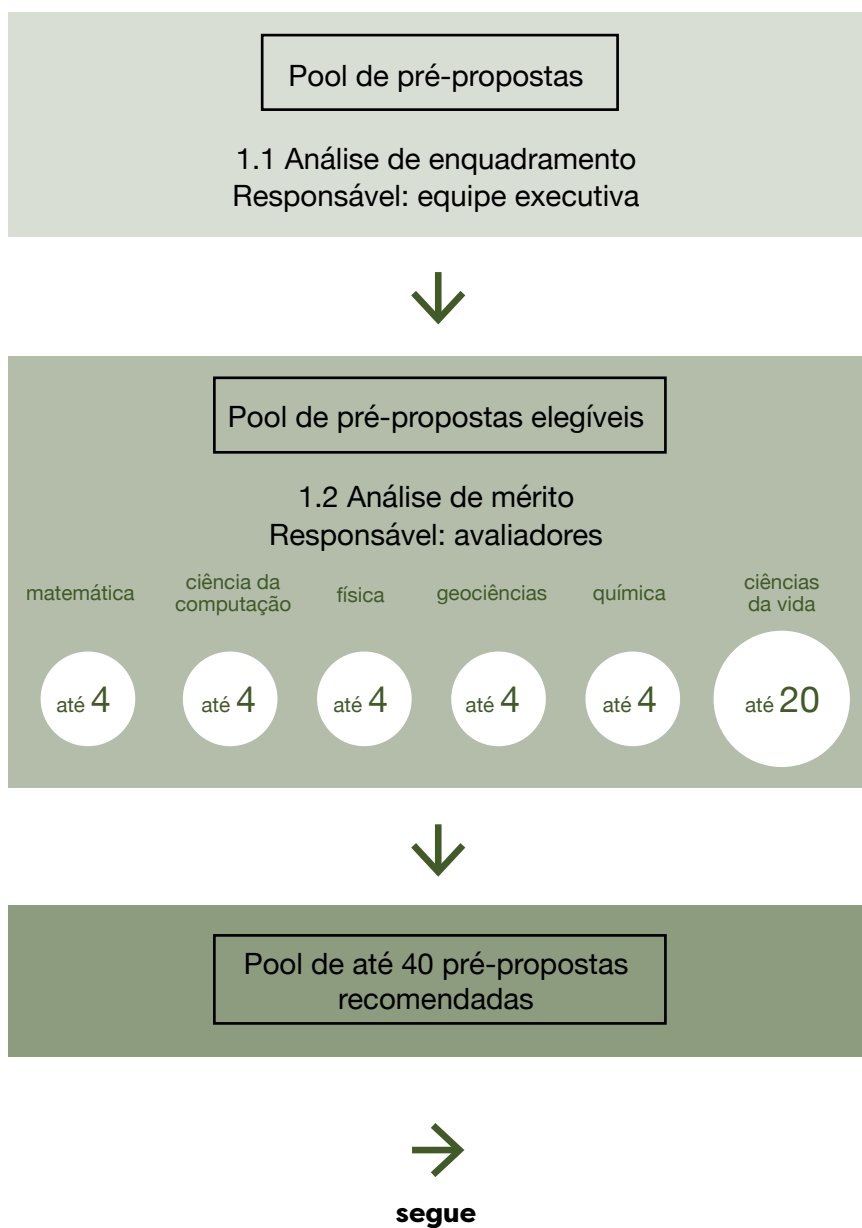 Pool de pré-propostas
1.1 Análise de enquadramento
Responsável: equipe executiva
Pool de pré-propostas elegíveis
1.2 Análise de mérito
Responsável: avaliadores
matemática
ciência da
computação
física
geociências
química
ciências
da vida
até 4
até 4
até 4
até 4
até 4
até 20
Pool de até 40 pré-propostas
recomendadas
segue